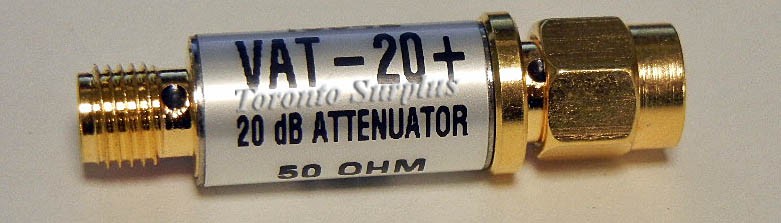 VAT-20+
Toronto Surplus
20 dB ATTENUATOR
50 OHM